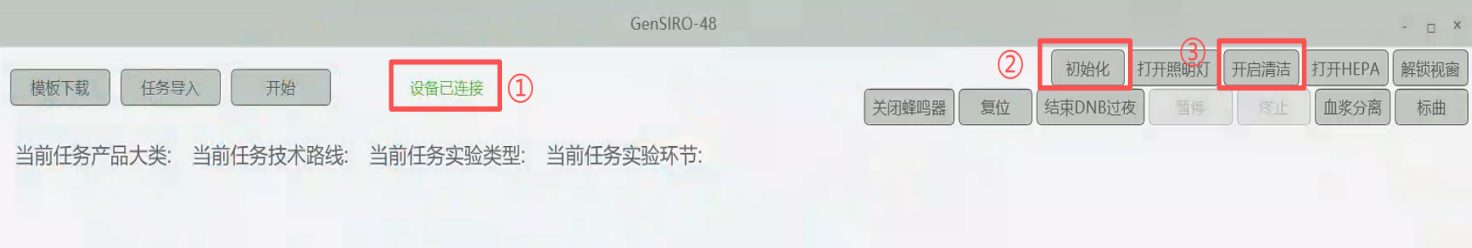 GenSIRO-48
② 初始化 打开照明灯 ③ 开启清洁 打开HEPA 解锁视窗
模板下载 任务导入 开始 设备已连接 ①
关闭蜂鸣器 复位 结束DNB过夜 暂停 终止 血浆分离 标曲
当前任务产品大类: 当前任务技术路线: 当前任务实验类型: 当前任务实验环节: